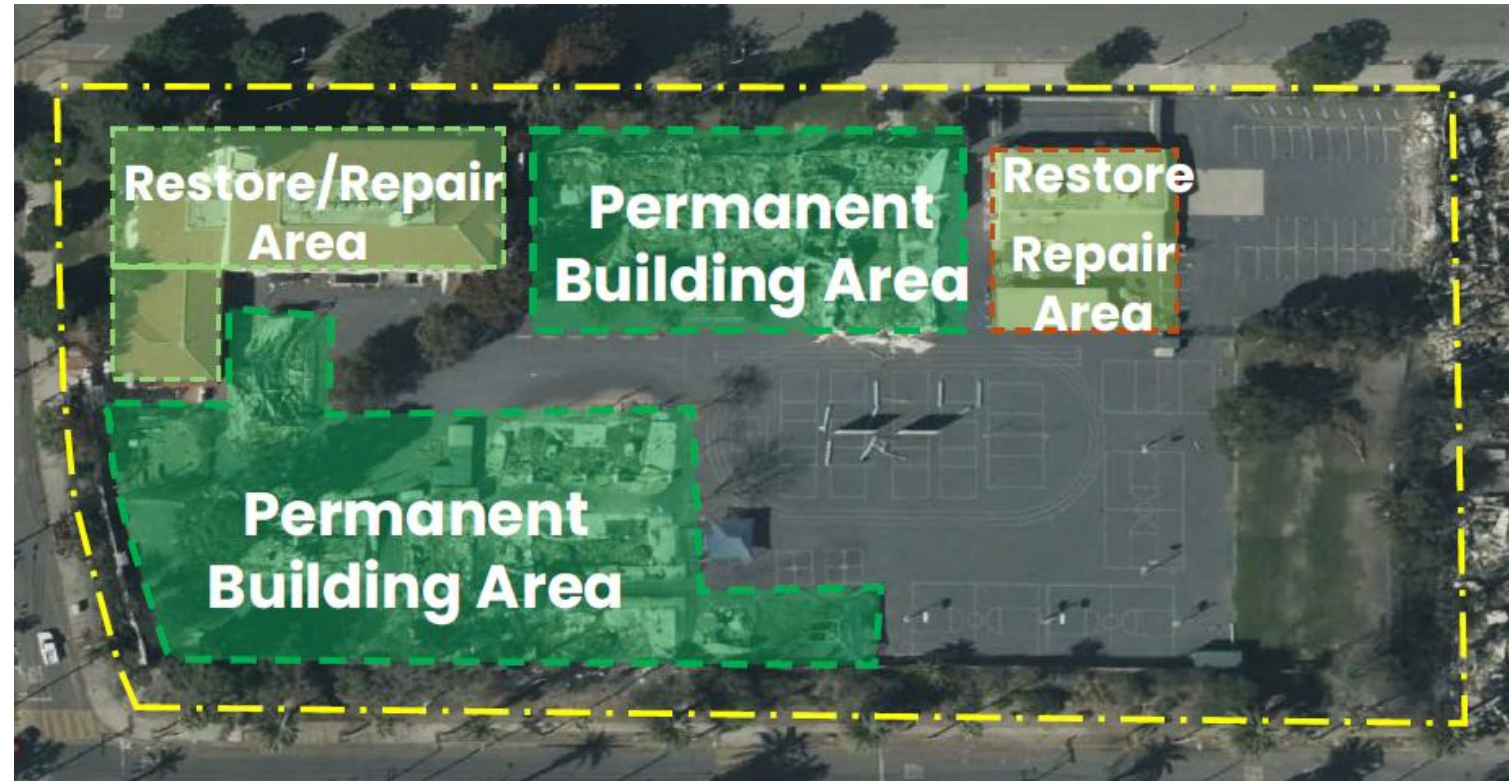 Restore/Repair
Area
Permanent
Building Area
Restore
Repair
Area
Permanent
Building Area